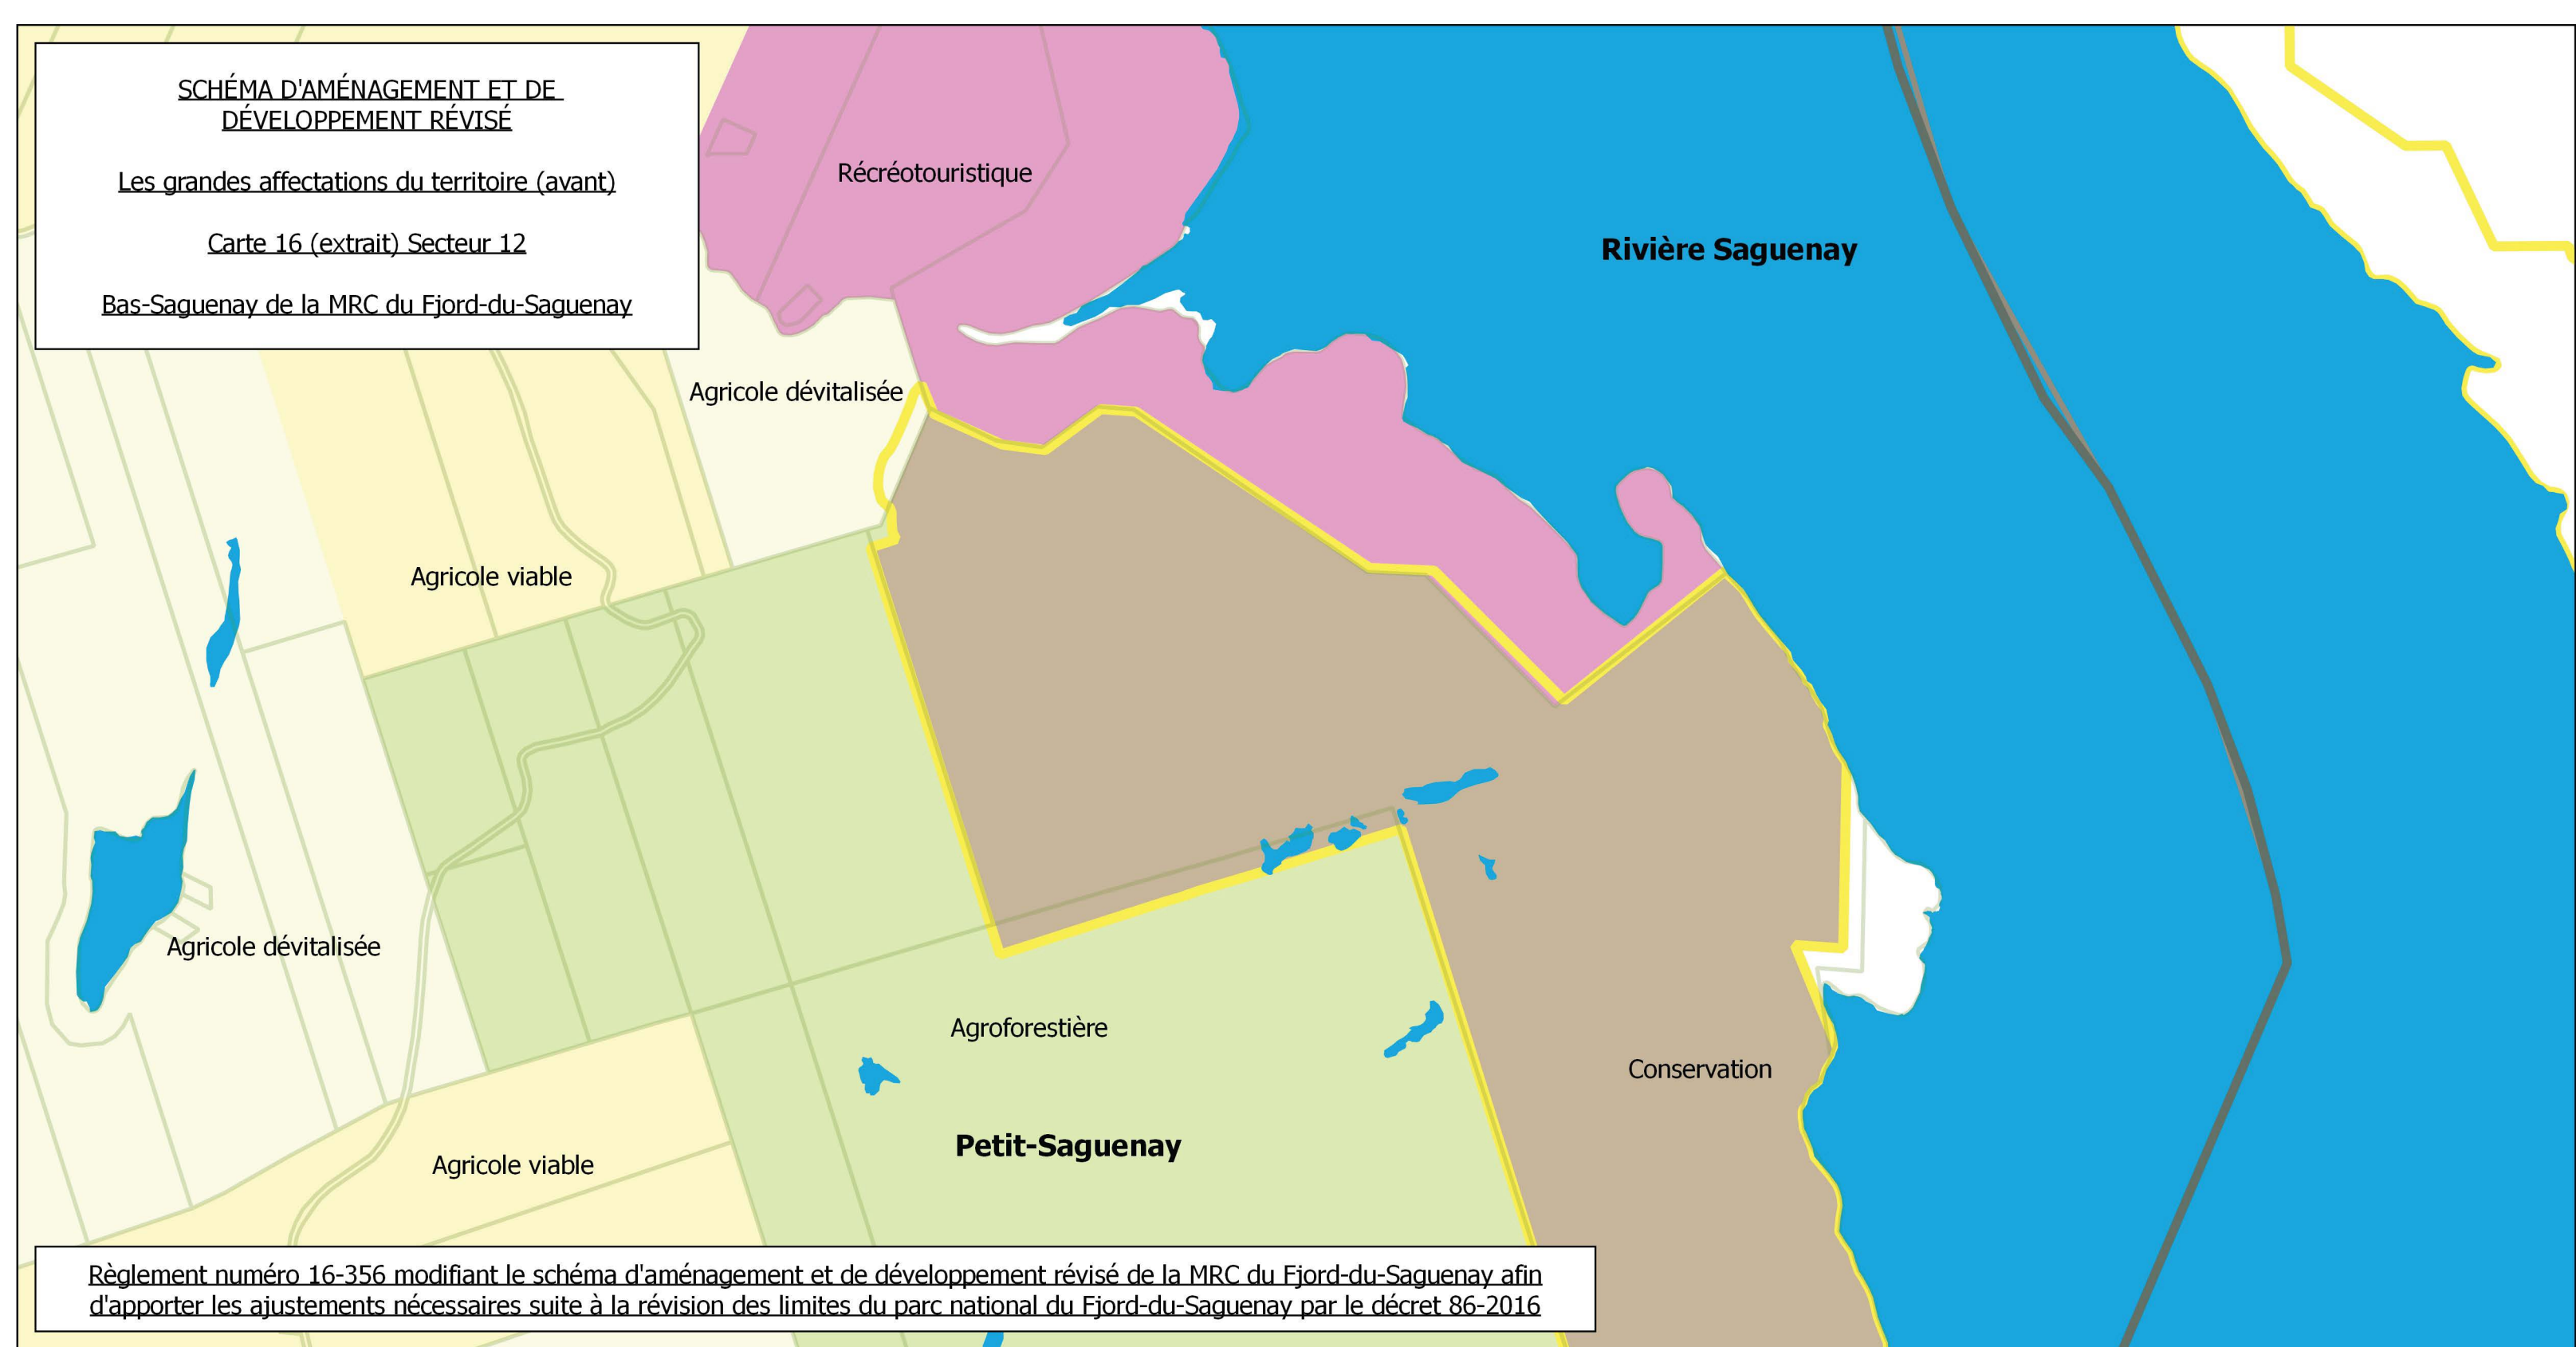 SCHÉMA D'AMÉNAGEMENT ET DE
DÉVELOPPEMENT RÉVISÉ
Les grandes affectations du territoire (avant)
Carte 16 (extrait) Secteur 12
Bas-Saguenay de la MRC du Fjord-du-Saguenay
Récréotouristique
Rivière Saguenay
Agricole dévitalisée
Agricole viable
Agricole dévitalisée
Agroforestière
Conservation
Petit-Saguenay
Agricole viable
Règlement numéro 16-356 modifiant le schéma d'aménagement et de développement révisé de la MRC du Fjord-du-Saguenay afin
d'apporter les ajustements nécessaires suite à la révision des limites du parc national du Fjord-du-Saguenay par le décret 86-2016